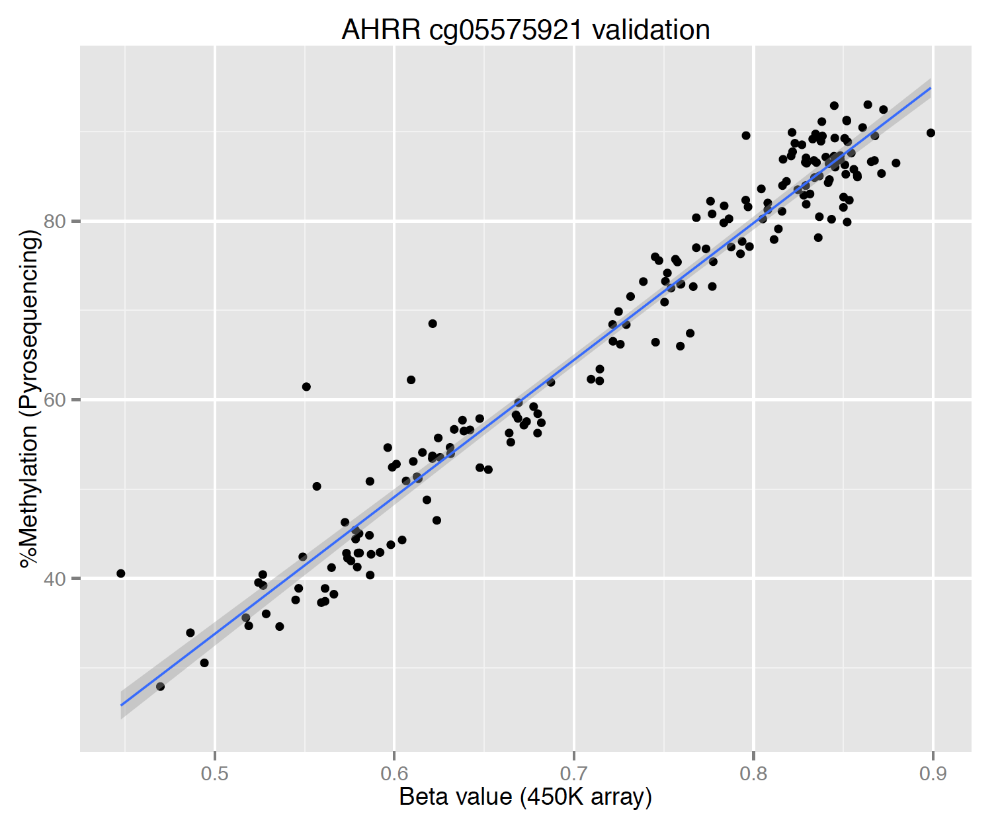 AHRR cg05575921 validation
%Methylation (Pyrosequencing)
80
60
40
0.5 0.6 0.7 0.8 0.9
Beta value (450K array)